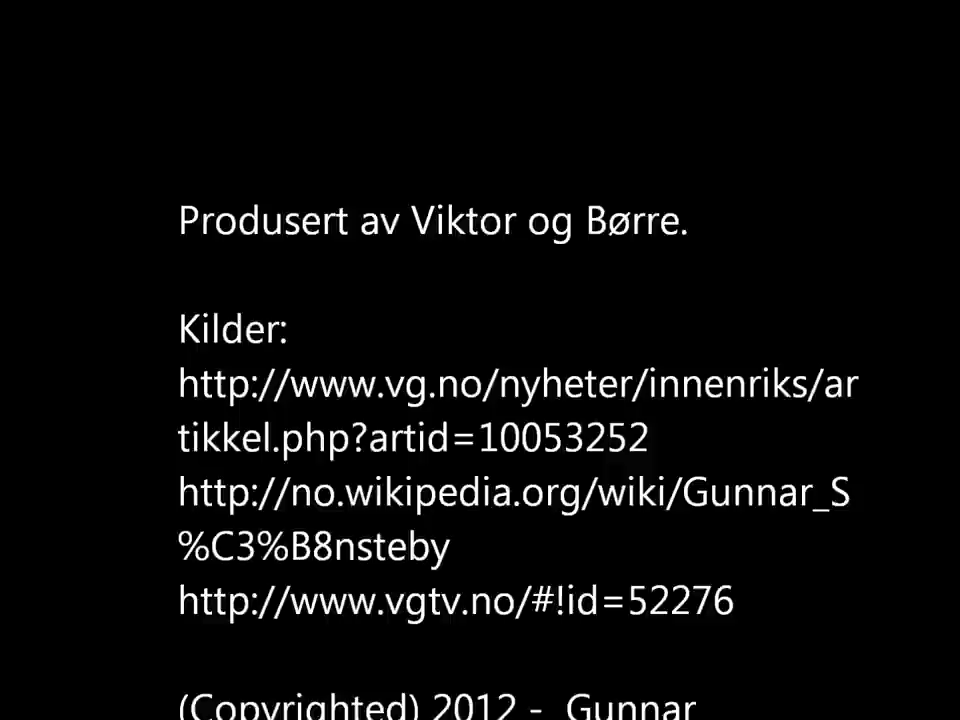 Produsert av Viktor og Børre.
Kilder:
http://www.vg.no/nyheter/innenriks/ar
tikkel.php?artid=10053252
http://no.wikipedia.org/wiki/Gunnar_S
%C3%B8nsteby
http://www.vgtv.no/#!id=52276
(Copyrighted) 2012 - Gunnar